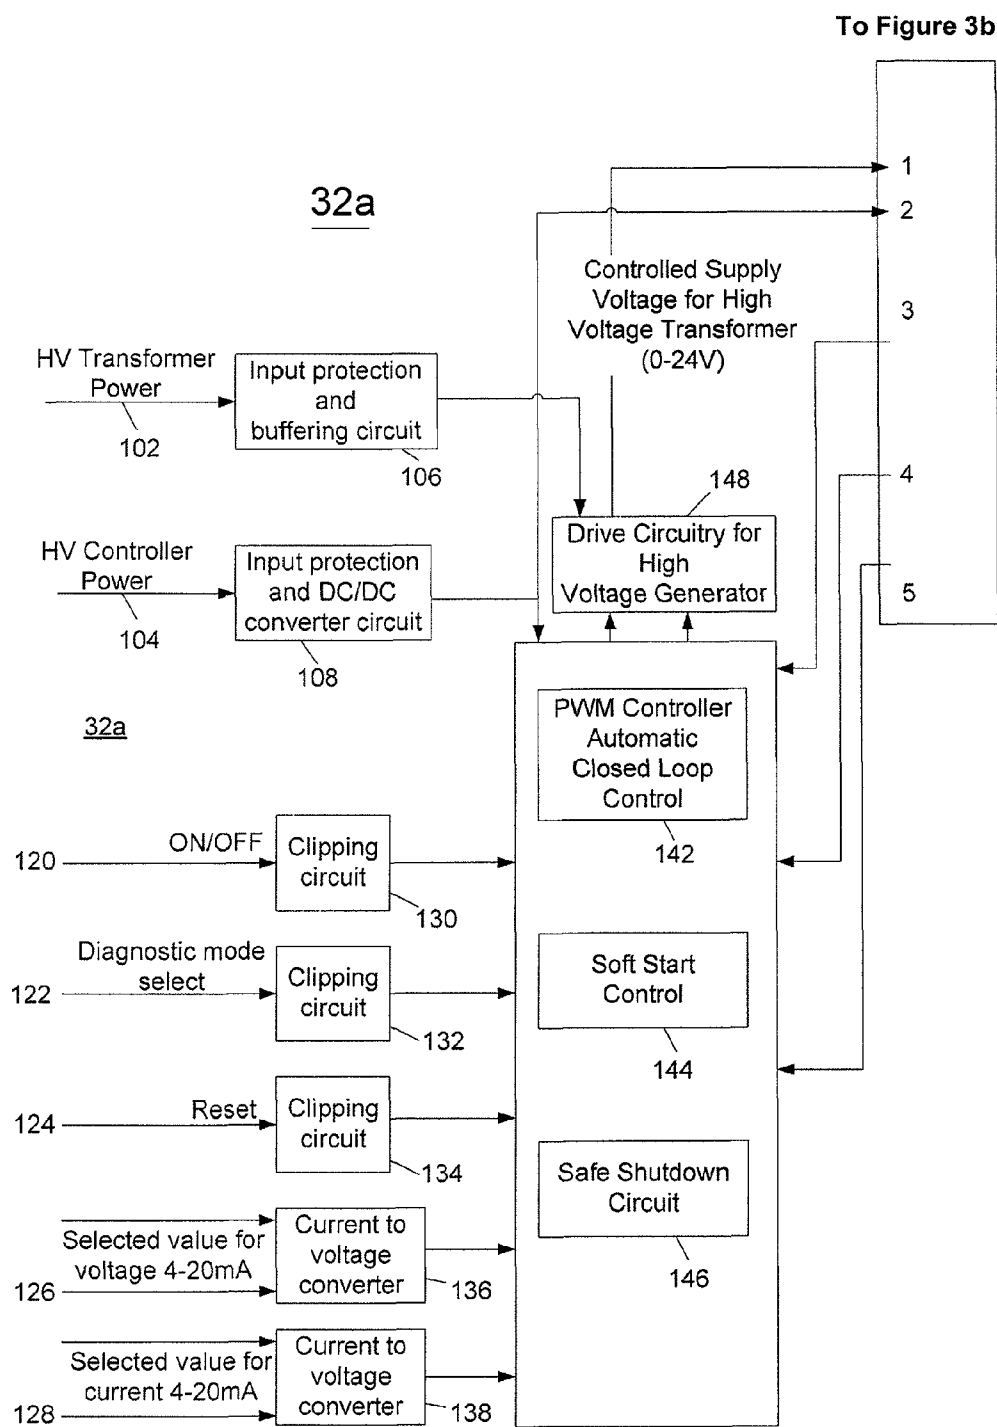 To Figure 3b
1
32a
2
Controlled Supply
Voltage for High
Voltage Transformer
(0-24V)
3
HV Transformer
Power
102
Input protection
and
buffering circuit
106
4
148
Drive Circuitry for
High
Voltage Generator
5
HV Controller
Power
104
Input protection
and DC/DC
converter circuit
108
32a
PWM Controller
Automatic
Closed Loop
Control
142
120
ON/OFF
Clipping
circuit
130
Diagnostic mode
select
122
Clipping
circuit
132
Soft Start
Control
144
124
Reset
Clipping
circuit
134
Safe Shutdown
Circuit
146
Selected value for
voltage 4-20mA
126
Current to
voltage
converter
136
Selected value for
current 4-20mA
128
Current to
voltage
converter
138